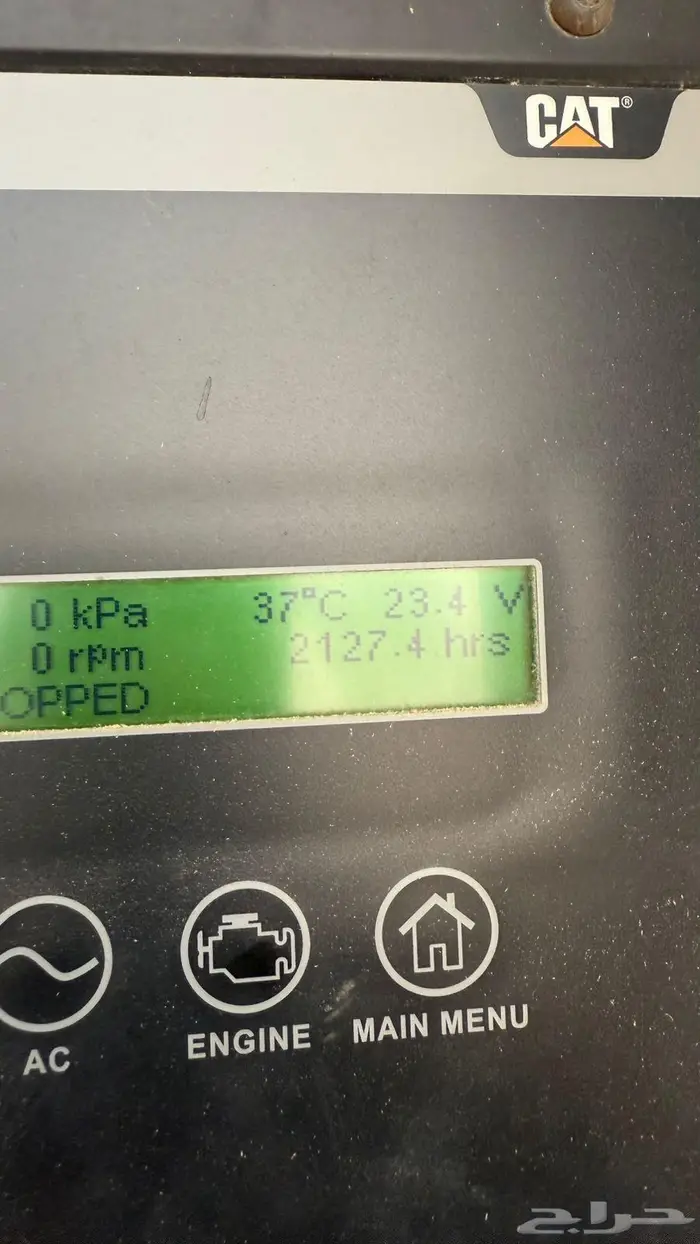 CAT®
0 kPa 37°C 23.4 V
0 rpm 2127.4 hrs
OPPED
AC
ENGINE
MAIN MENU
حراج